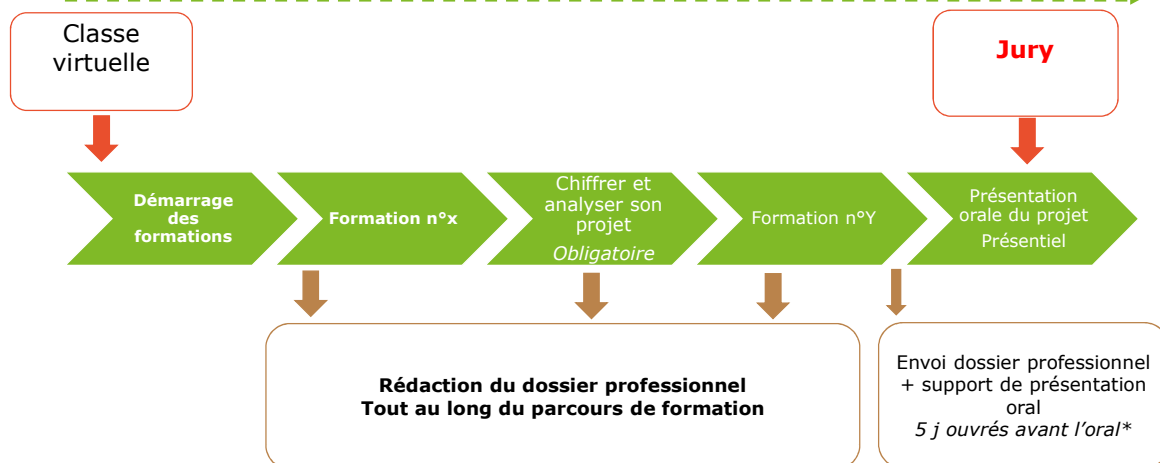 Classe
virtuelle
Jury
Démarrage
des
formations
Formation n°x
Chiffrer et
analyser son
projet
Obligatoire
Formation n°Y
Présentation
orale du projet
Présentiel
Rédaction du dossier professionnel
Tout au long du parcours de formation
Envoi dossier professionnel
+ support de présentation
oral
5 j ouvrés avant l’oral*